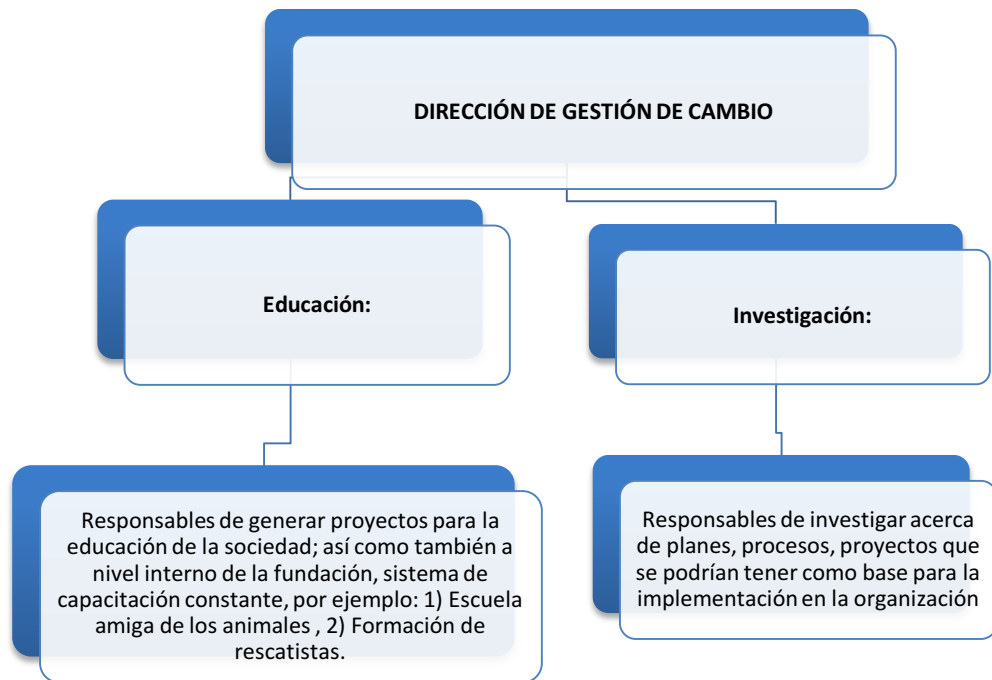 DIRECCIÓN DE GESTIÓN DE CAMBIO
Educación:
Investigación:
Responsables de generar proyectos para la
educación de la sociedad; así como también a
nivel interno de la fundación, sistema de
capacitación constante, por ejemplo: 1) Escuela
amiga de los animales , 2) Formación de
rescatistas.
Responsables de investigar acerca
de planes, procesos, proyectos que
se podrían tener como base para la
implementación en la organización